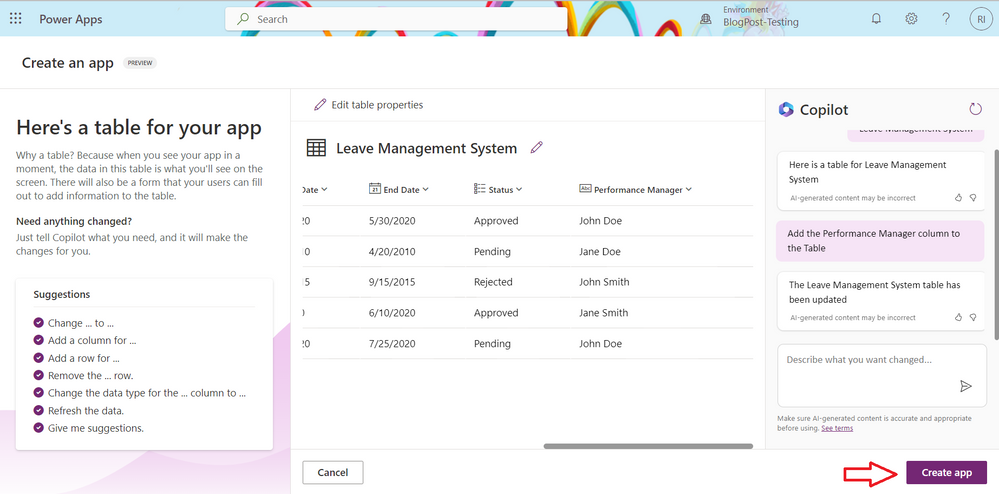 Power Apps
Search
Environment
BlogPost-Testing
RI
Create an app
PREVIEW
Here's a table for your app
Why a table? Because when you see your app in a
moment, the data in this table is what you'll see on the
screen. There will also be a form that your users can fill
out to add information to the table.
Need anything changed?
Just tell Copilot what you need, and it will make the
changes for you.
Suggestions
Change ... to ...
Add a column for ...
Add a row for ...
Remove the ... row.
Change the data type for the ... column to ...
Refresh the data.
Give me suggestions.
Edit table properties
Leave Management System
Date End Date Status Abc Performance Manager
20 5/30/2020 Approved John Doe
0 4/20/2010 Pending Jane Doe
5 9/15/2015 Rejected John Smith
6/10/2020 Approved Jane Smith
20 7/25/2020 Pending John Doe
Cancel
Copilot
Leave Management System
Here is a table for Leave Management
System
AI-generated content may be incorrect
Add the Performance Manager column to
the Table
The Leave Management System table has
been updated
AI-generated content may be incorrect
Describe what you want changed...
Make sure AI-generated content is accurate and appropriate
before using. See terms
Create app